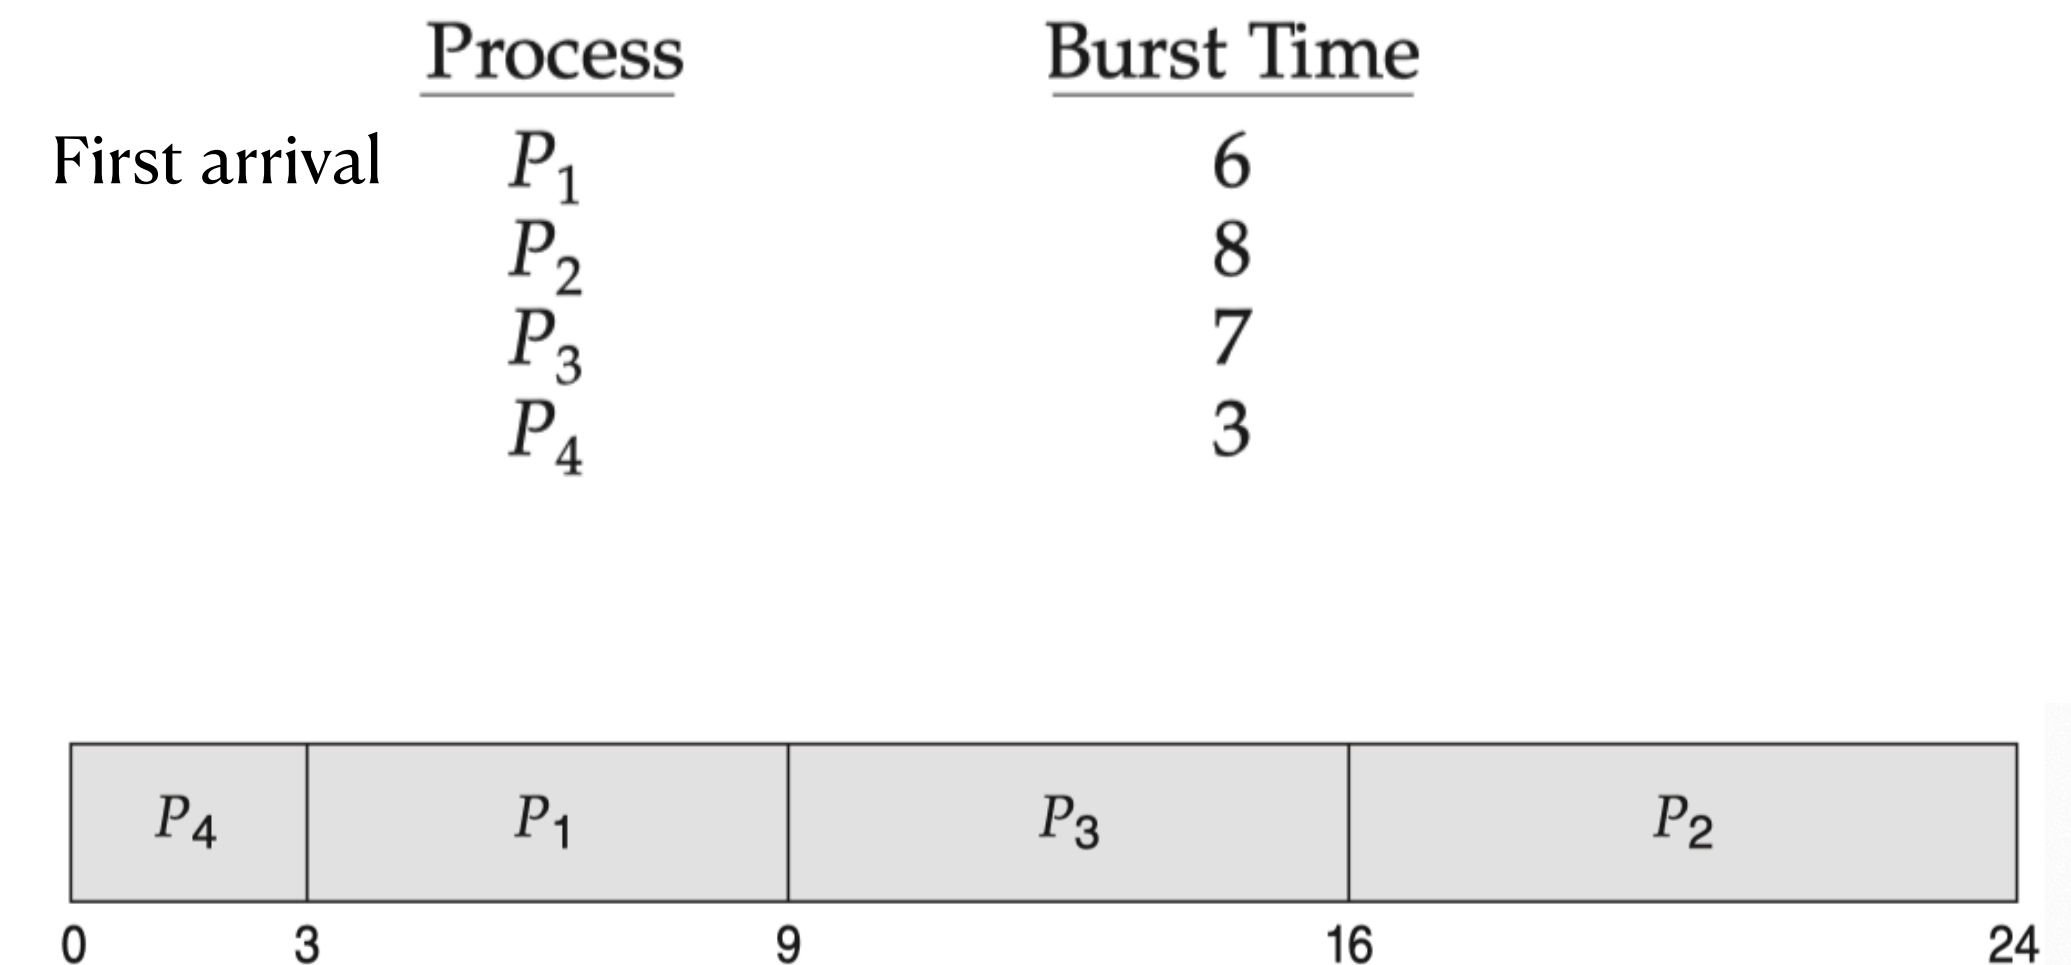 Process Burst Time
First arrival P1 6
P2 8
P3 7
P4 3
P4 P1 P3 P2
0 3 9 16 24